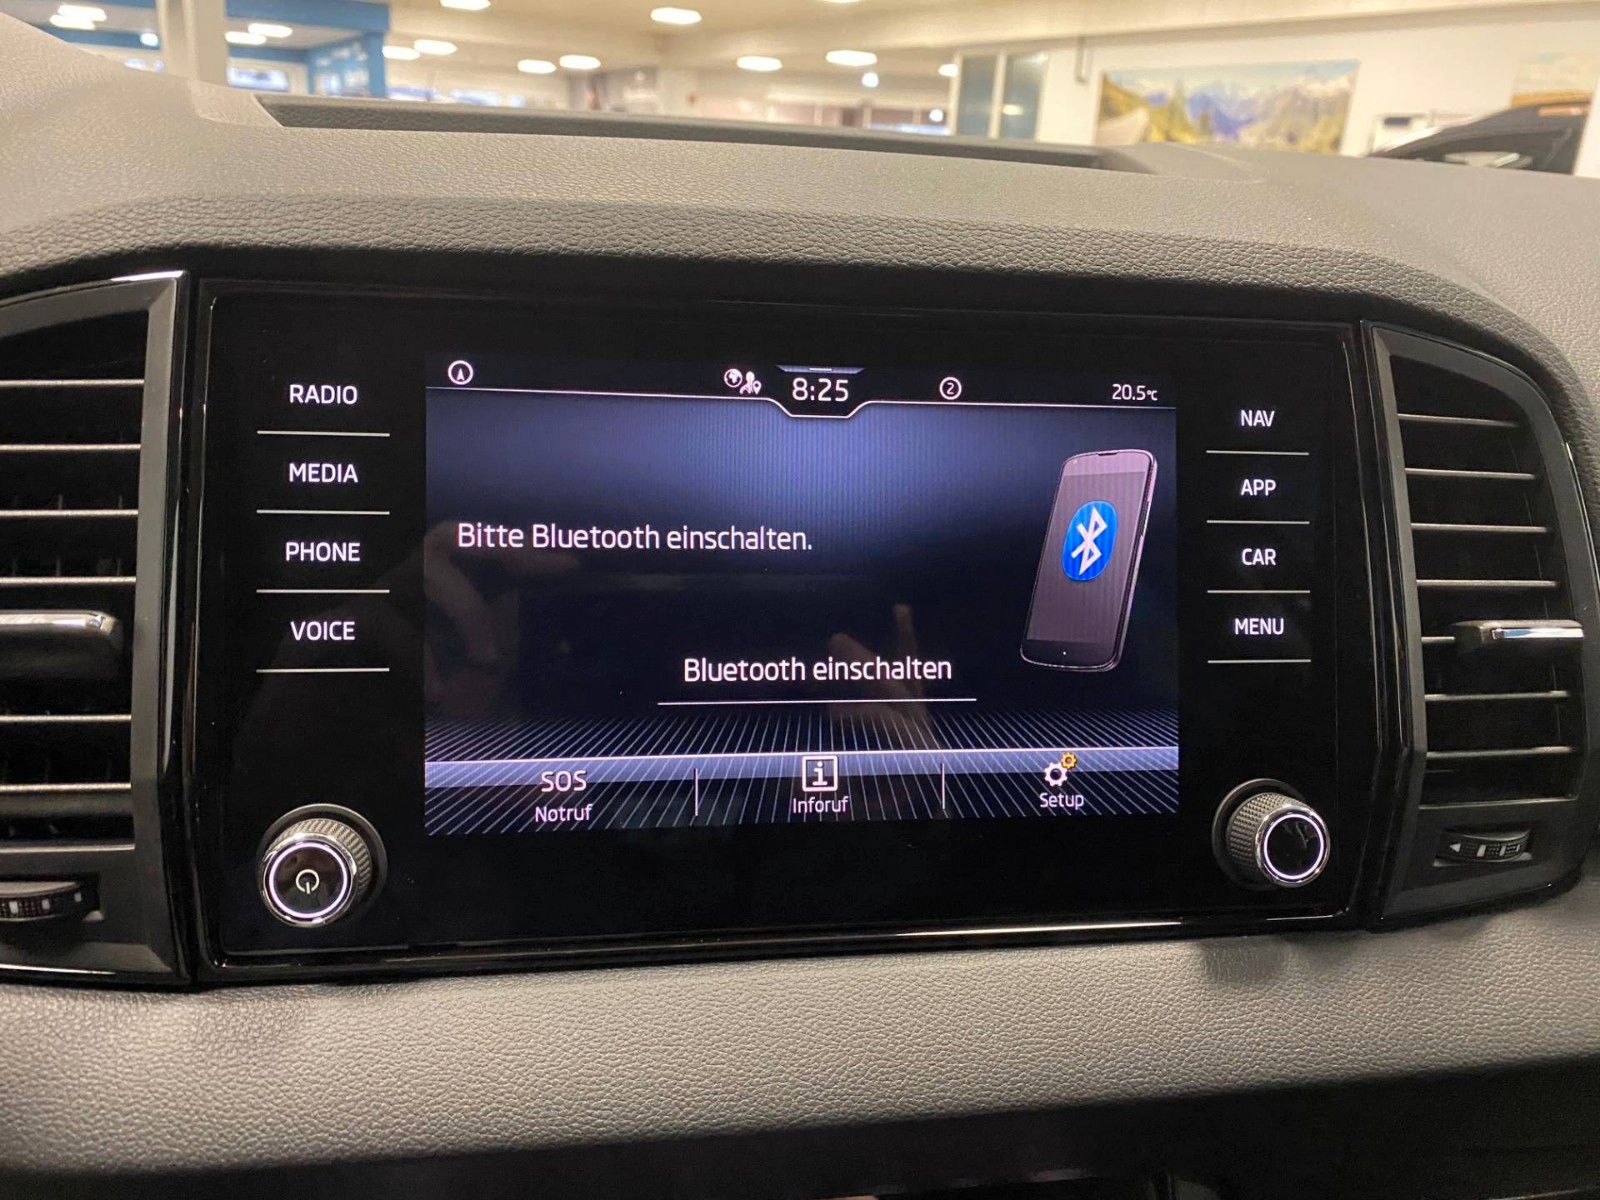 8:25
2
20.5°C
RADIO
MEDIA
PHONE
VOICE
NAV
APP
CAR
MENU
Bitte Bluetooth einschalten.
Bluetooth einschalten
SOS
Notruf
i
Inforuf
Setup